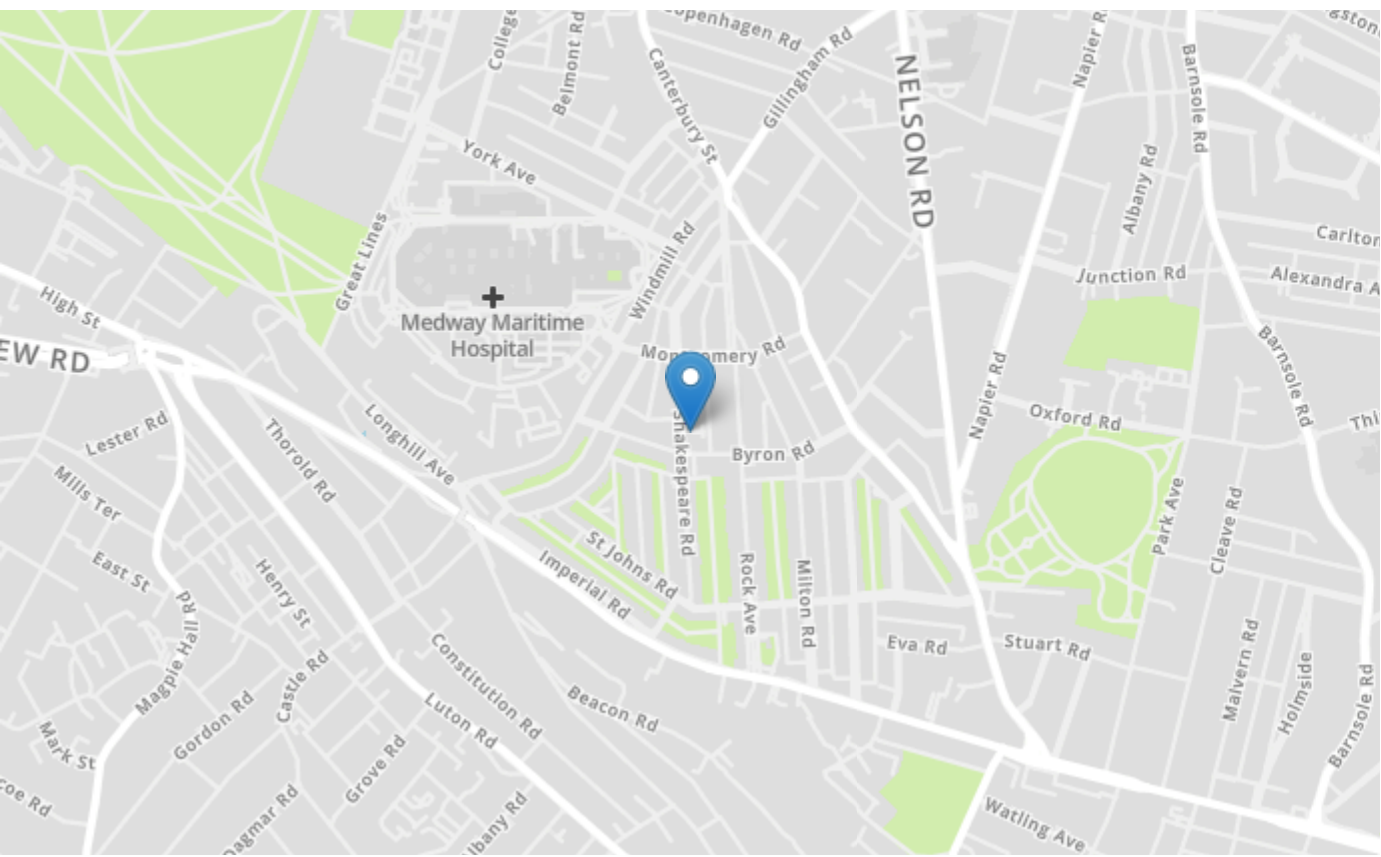 Copenhagen Rd
College
Belmont Rd
Canterbury St
Gillingham Rd
NELSON RD
Napier R
Barnsole Rd
gston
York Ave
Albany Rd
Great Lines
Windmill Rd
Carlton
Junction Rd
Alexandra A
High St
EW RD
Medway Maritime
Hospital
Montgomery Rd
Napier Rd
Barnsole Rd
Oxford Rd
Thi
Lester Rd
Longhill Ave
Thorold Rd
Shakespeare Rd
Byron Rd
Mills Ter
Park Ave
Cleave Rd
East St
Henry St
St Johns Rd
Imperial Rd
Rock Ave
Milton Rd
Magpie Hall Rd
Eva Rd
Stuart Rd
Castle Rd
Constitution Rd
Malvern Rd
Holmside
Barnsole Rd
Gordon Rd
Luton Rd
Beacon Rd
Mark St
Grove Rd
coe Rd
Dagmar Rd
lbany Rd
Watling Ave